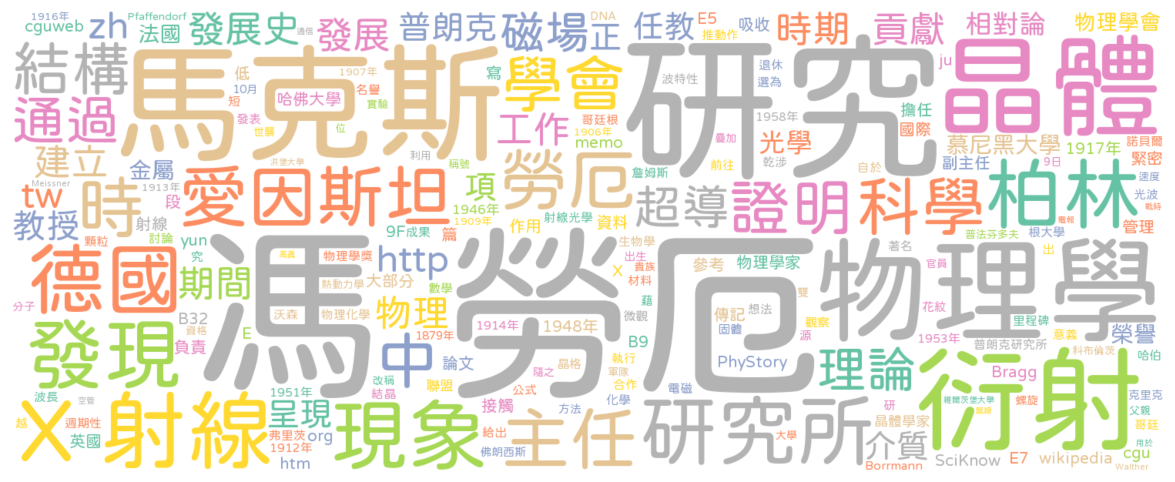 1916年 Pfaffendorf DNA
cguweb zh 法國 發展史 通信 發展 普朗克 磁場 正 任教 E5 吸收 時期 貢獻 相對論 物理學會
推動作
結構 馬克斯 低 1907年 寫 學會 波特性 退休 研究 ju 晶體
10月 名譽 選為
短 哈佛大學 實驗
發表 哥廷根 擔任
通過 世襲 位 工作 1906年 疊加 1958年 國際 諾貝爾
memo 光學 慕尼黑大學 1917年
建立 金屬 洪堡大學 利用 勞厄 前往 乾涉 自於 副主任 9日 緊密
Meissner 1913年 稱號 詹姆斯 速度
tw 時 段 愛因斯坦 項 超導 證明 科學 柏林 光波
戰時
教授 射線 1946年 1909年 射線光學 資料 電報
顆粒 討論 9F 成果 篇 作用 普法芬多夫 根大學 出 管理
yun 究 高真 生物學 著名
德國 期間 物理學獎 http X 出生 貴族 參考 物理學家 官員 物理學
馮勞厄 熱動力學 大部分 材料
數學 藉 想法 雙
分子 B32 資格 沃森 物理化學 物理 微觀 傳記 固體 觀察 花紋 里程碑
發現 負責 E 1879年 中 1914年 1948年 源 1953年 意義 榮譽
B9 理論 普朗克研究所
論文 晶格 執行 PhyStory 科布倫茨 哈伯
隨之 軍隊 Bragg
波長 空管 1951年 改稱 聯盟 公式 合作 電磁 維爾茨堡大學 克里克
結晶 衍射 螺旋 父親
越 週期性 呈現 接觸 方法 化學 研
X射線 英國 弗里茨 org 現象 主任 研究所 晶體學家 哥廷
1912年 給出 大學 介質 用於
htm 佛朗西斯 Borrmann SciKnow E7 wikipedia cgu
Walther